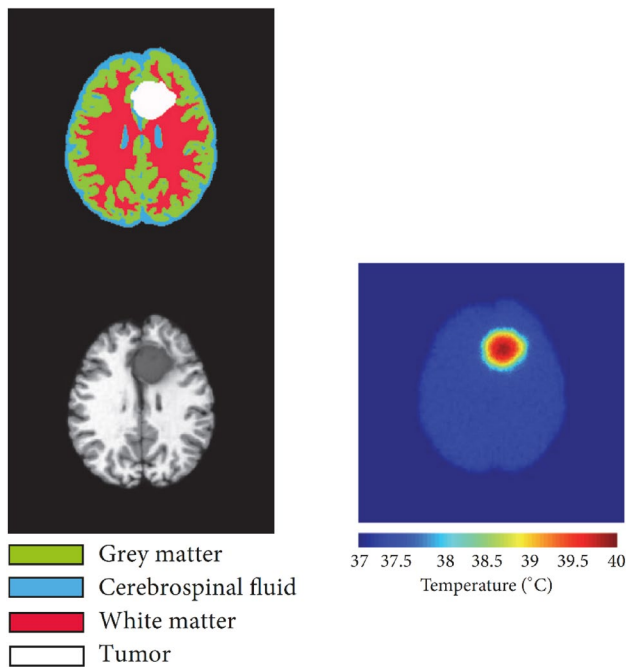 Grey matter
Cerebrospinal fluid
White matter
Tumor
37 37.5 38 38.5 39 39.5 40
Temperature (°C)